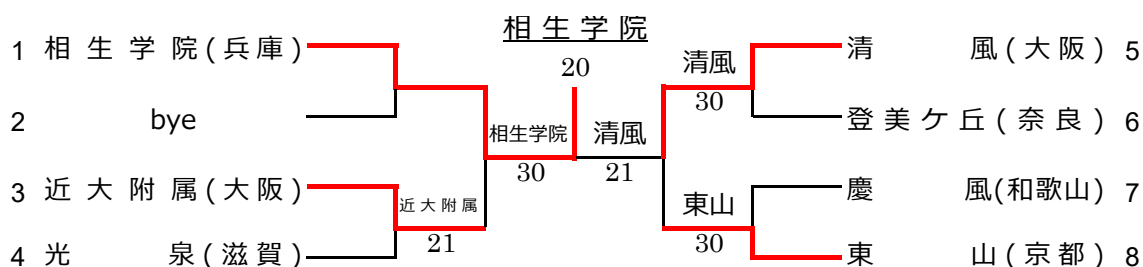 相生学院
20
1 相生学院(兵庫)
2 bye
3 近大附属(大阪)
4 光泉(滋賀)
相生学院
30
近大附属
21
清風
21
清風
30
東山
30
清風(大阪) 5
登美ケ丘(奈良) 6
慶風(和歌山) 7
東山(京都) 8